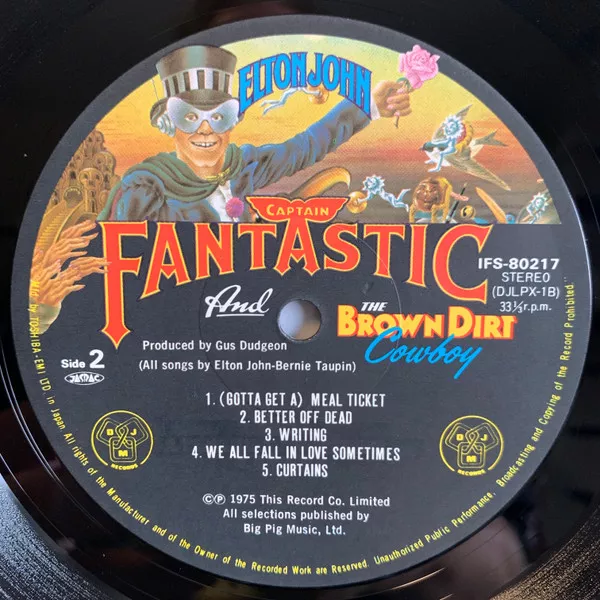 ELTON JOHN
CAPTAIN
FANTASTIC
And
THE
BROWN DIRT
Cowboy
IFS-80217
STEREO
(DJLPX-1B)
33⅓r.p.m.
Produced by Gus Dudgeon
Side 2
(All songs by Elton John-Bernie Taupin)
JASRAC
1. (GOTTA GET A) MEAL TICKET
2. BETTER OFF DEAD
3. WRITING
4. WE ALL FALL IN LOVE SOMETIMES
5. CURTAINS
DJM
RECORDS
DJM
RECORDS
©℗ 1975 This Record Co. Limited
All selections published by
Big Pig Music, Ltd.
Mfd. by TOSHIBA-EMI LTD. in Japan. All rights of the Manufacturer and of the Owner of the Recorded Work are Reserved. Unauthorized Public Performance, Broadcasting and Copying of the Record Prohibited.